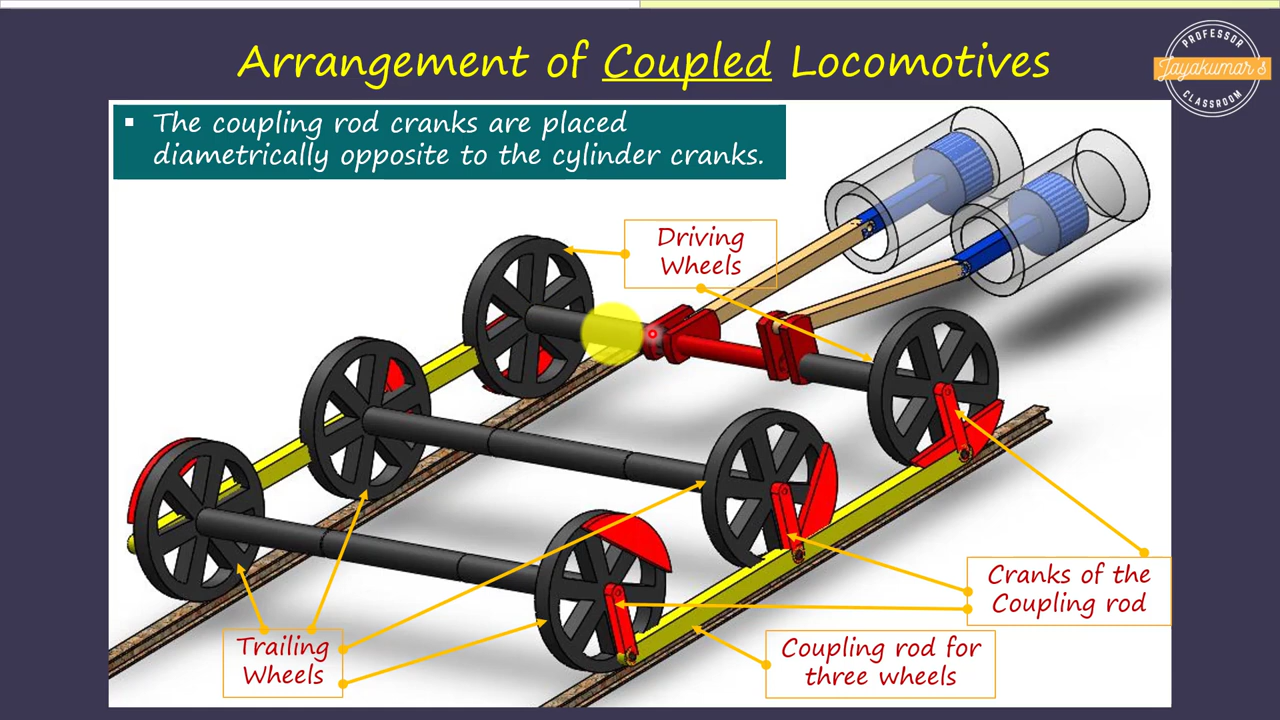 Arrangement of Coupled Locomotives
PROFESSOR
Jayakumar's
CLASSROOM
▪ The coupling rod cranks are placed
diametrically opposite to the cylinder cranks.
Driving
Wheels
Cranks of the
Coupling rod
Trailing
Wheels
Coupling rod for
three wheels